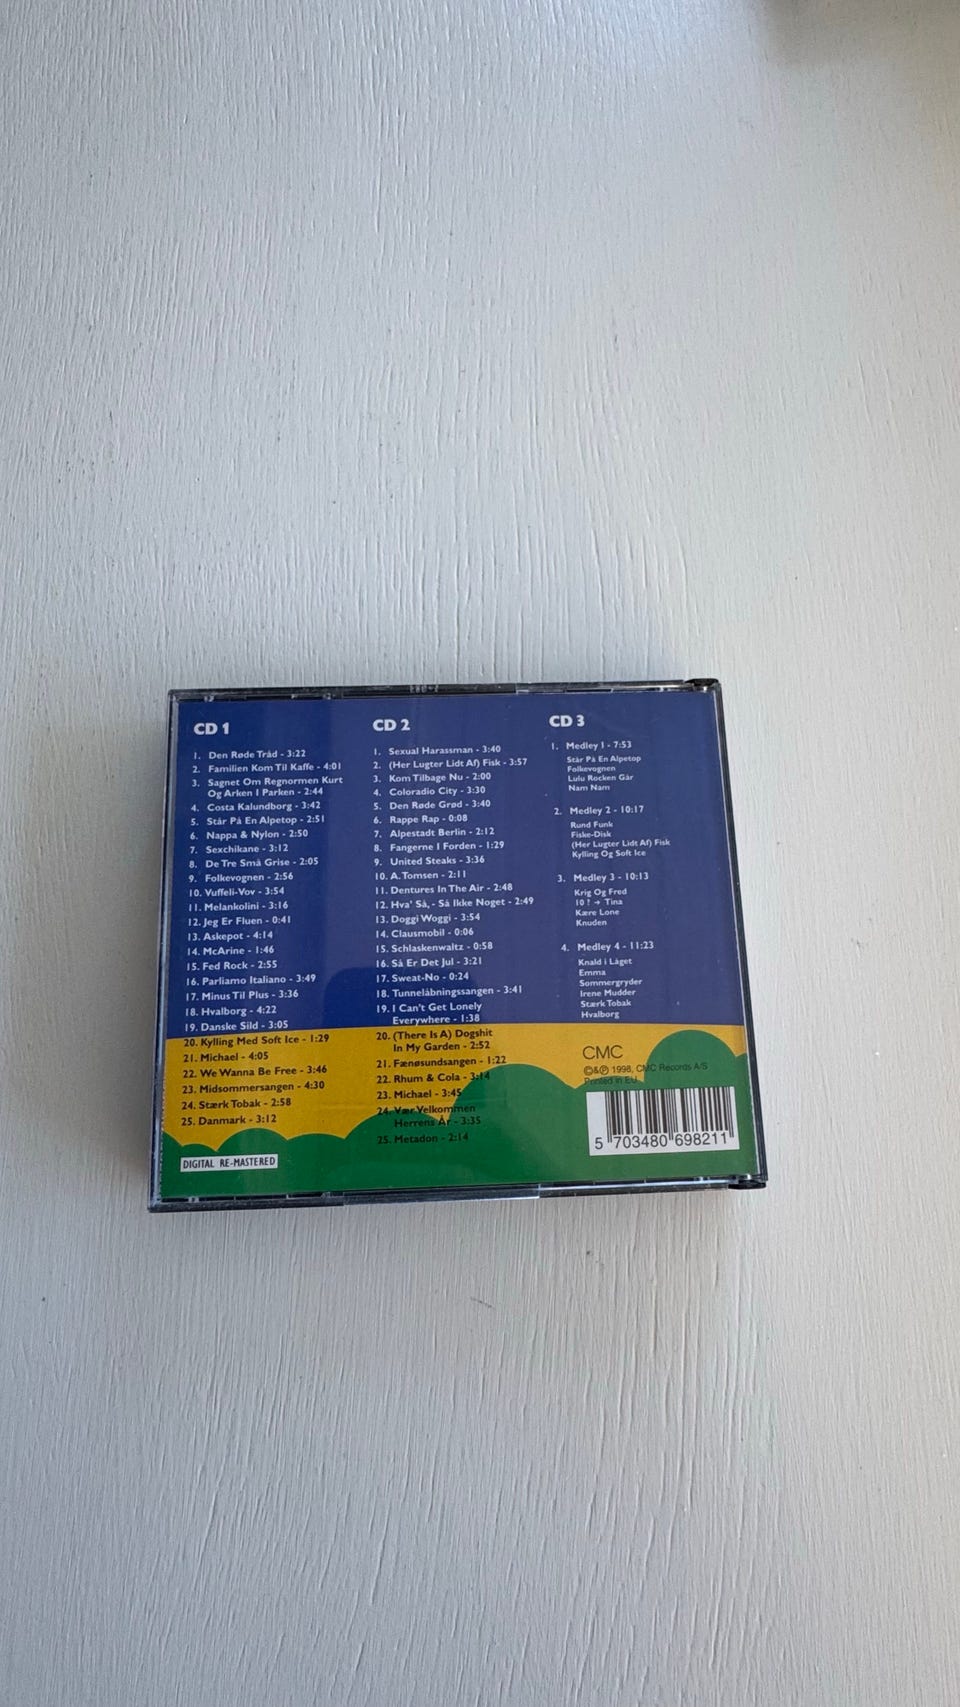 CD 1
1. Den Røde Tråd - 3:22
2. Familien Kom Til Kaffe - 4:01
3. Sagnet Om Regnormen Kurt
Og Arken I Parken - 2:44
4. Costa Kalundborg - 3:42
5. Står På En Alpetop - 2:51
6. Nappa & Nylon - 2:50
7. Sexchikane - 3:12
8. De Tre Små Grise - 2:05
9. Folkevognen - 2:56
10. Vuffeli-Vov - 3:54
11. Melankolini - 3:16
12. Jeg Er Fluen - 0:41
13. Askepot - 4:14
14. McArine - 1:46
15. Fed Rock - 2:55
16. Parliamo Italiano - 3:49
17. Minus Til Plus - 3:36
18. Hvalborg - 4:22
19. Danske Sild - 3:05
20. Kylling Med Soft Ice - 1:29
21. Michael - 4:05
22. We Wanna Be Free - 3:46
23. Midsommersangen - 4:30
24. Stærk Tobak - 2:58
25. Danmark - 3:12
DIGITAL RE-MASTERED
CD 2
1. Sexual Harassman - 3:40
2. (Her Lugter Lidt Af) Fisk - 3:57
3. Kom Tilbage Nu - 2:00
4. Coloradio City - 3:30
5. Den Røde Grød - 3:40
6. Rappe Rap - 0:08
7. Alpestadt Berlin - 2:12
8. Fangerne I Forden - 1:29
9. United Steaks - 3:36
10. A. Tomsen - 2:11
11. Dentures In The Air - 2:48
12. Hva' Så,- Så Ikke Noget - 2:49
13. Doggi Woggi - 3:54
14. Clausmobil - 0:06
15. Schlaskenwaltz - 0:58
16. Så Er Det Jul - 3:21
17. Sweat-No - 0:24
18. Tunnelåbningssangen - 3:41
19. I Can't Get Lonely
Everywhere - 1:38
20. (There Is A) Dogshit
In My Garden - 2:52
21. Fænøsundsangen - 1:22
22. Rhum & Cola - 3:14
23. Michael - 3:45
24. Vær Velkommen
Herrens År - 3:35
25. Metadon - 2:14
CD 3
1. Medley 1 - 7:53
Står På En Alpetop
Folkevognen
Lulu Rocken Går
Nam Nam
2. Medley 2 - 10:17
Rund Funk
Fiske-Disk
(Her Lugter Lidt Af) Fisk
Kylling Og Soft Ice
3. Medley 3 - 10:13
Krig Og Fred
10 ! → Tina
Kære Lone
Knuden
4. Medley 4 - 11:23
Knald i Låget
Emma
Sommergryder
Irene Mudder
Stærk Tobak
Hvalborg
CMC
©&℗ 1998, CMC Records A/S
Printed in EU
5 703480 698211